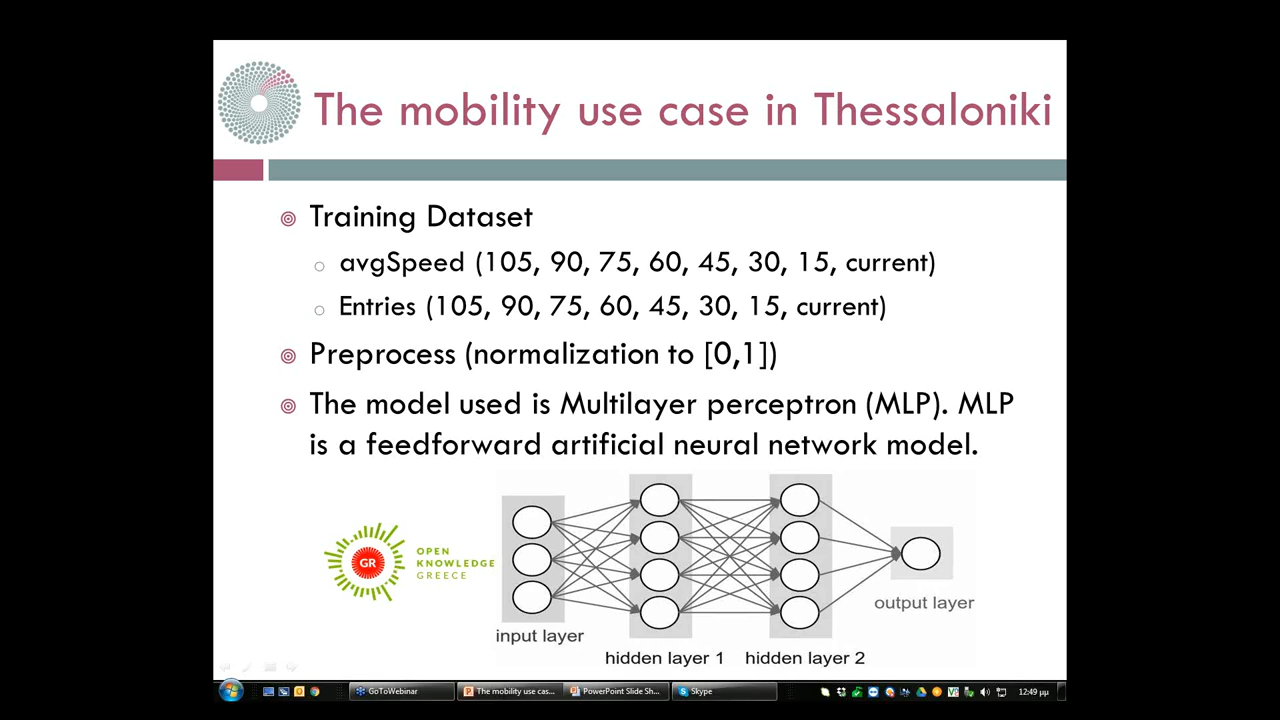 The mobility use case in Thessaloniki
Training Dataset
avgSpeed (105, 90, 75, 60, 45, 30, 15, current)
Entries (105, 90, 75, 60, 45, 30, 15, current)
Preprocess (normalization to [0,1])
The model used is Multilayer perceptron (MLP). MLP
is a feedforward artificial neural network model.
GR
OPEN
KNOWLEDGE
GREECE
input layer
hidden layer 1
hidden layer 2
output layer
GoToWebinar
The mobility use cas...
PowerPoint Slide Sh...
Skype
12:49 μμ